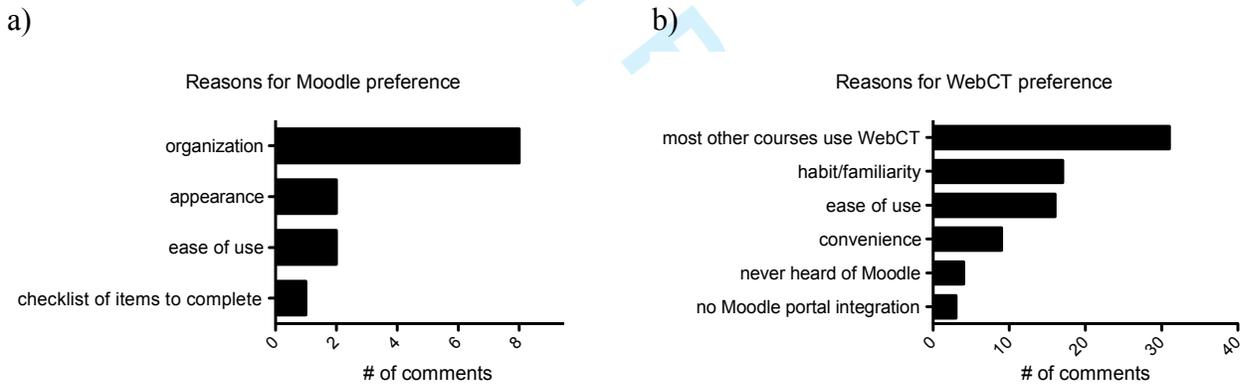 a)
Reasons for Moodle preference
organization
appearance
ease of use
checklist of items to complete
0 2 4 6 8
# of comments
b)
Reasons for WebCT preference
most other courses use WebCT
habit/familiarity
ease of use
convenience
never heard of Moodle
no Moodle portal integration
0 10 20 30 40
# of comments